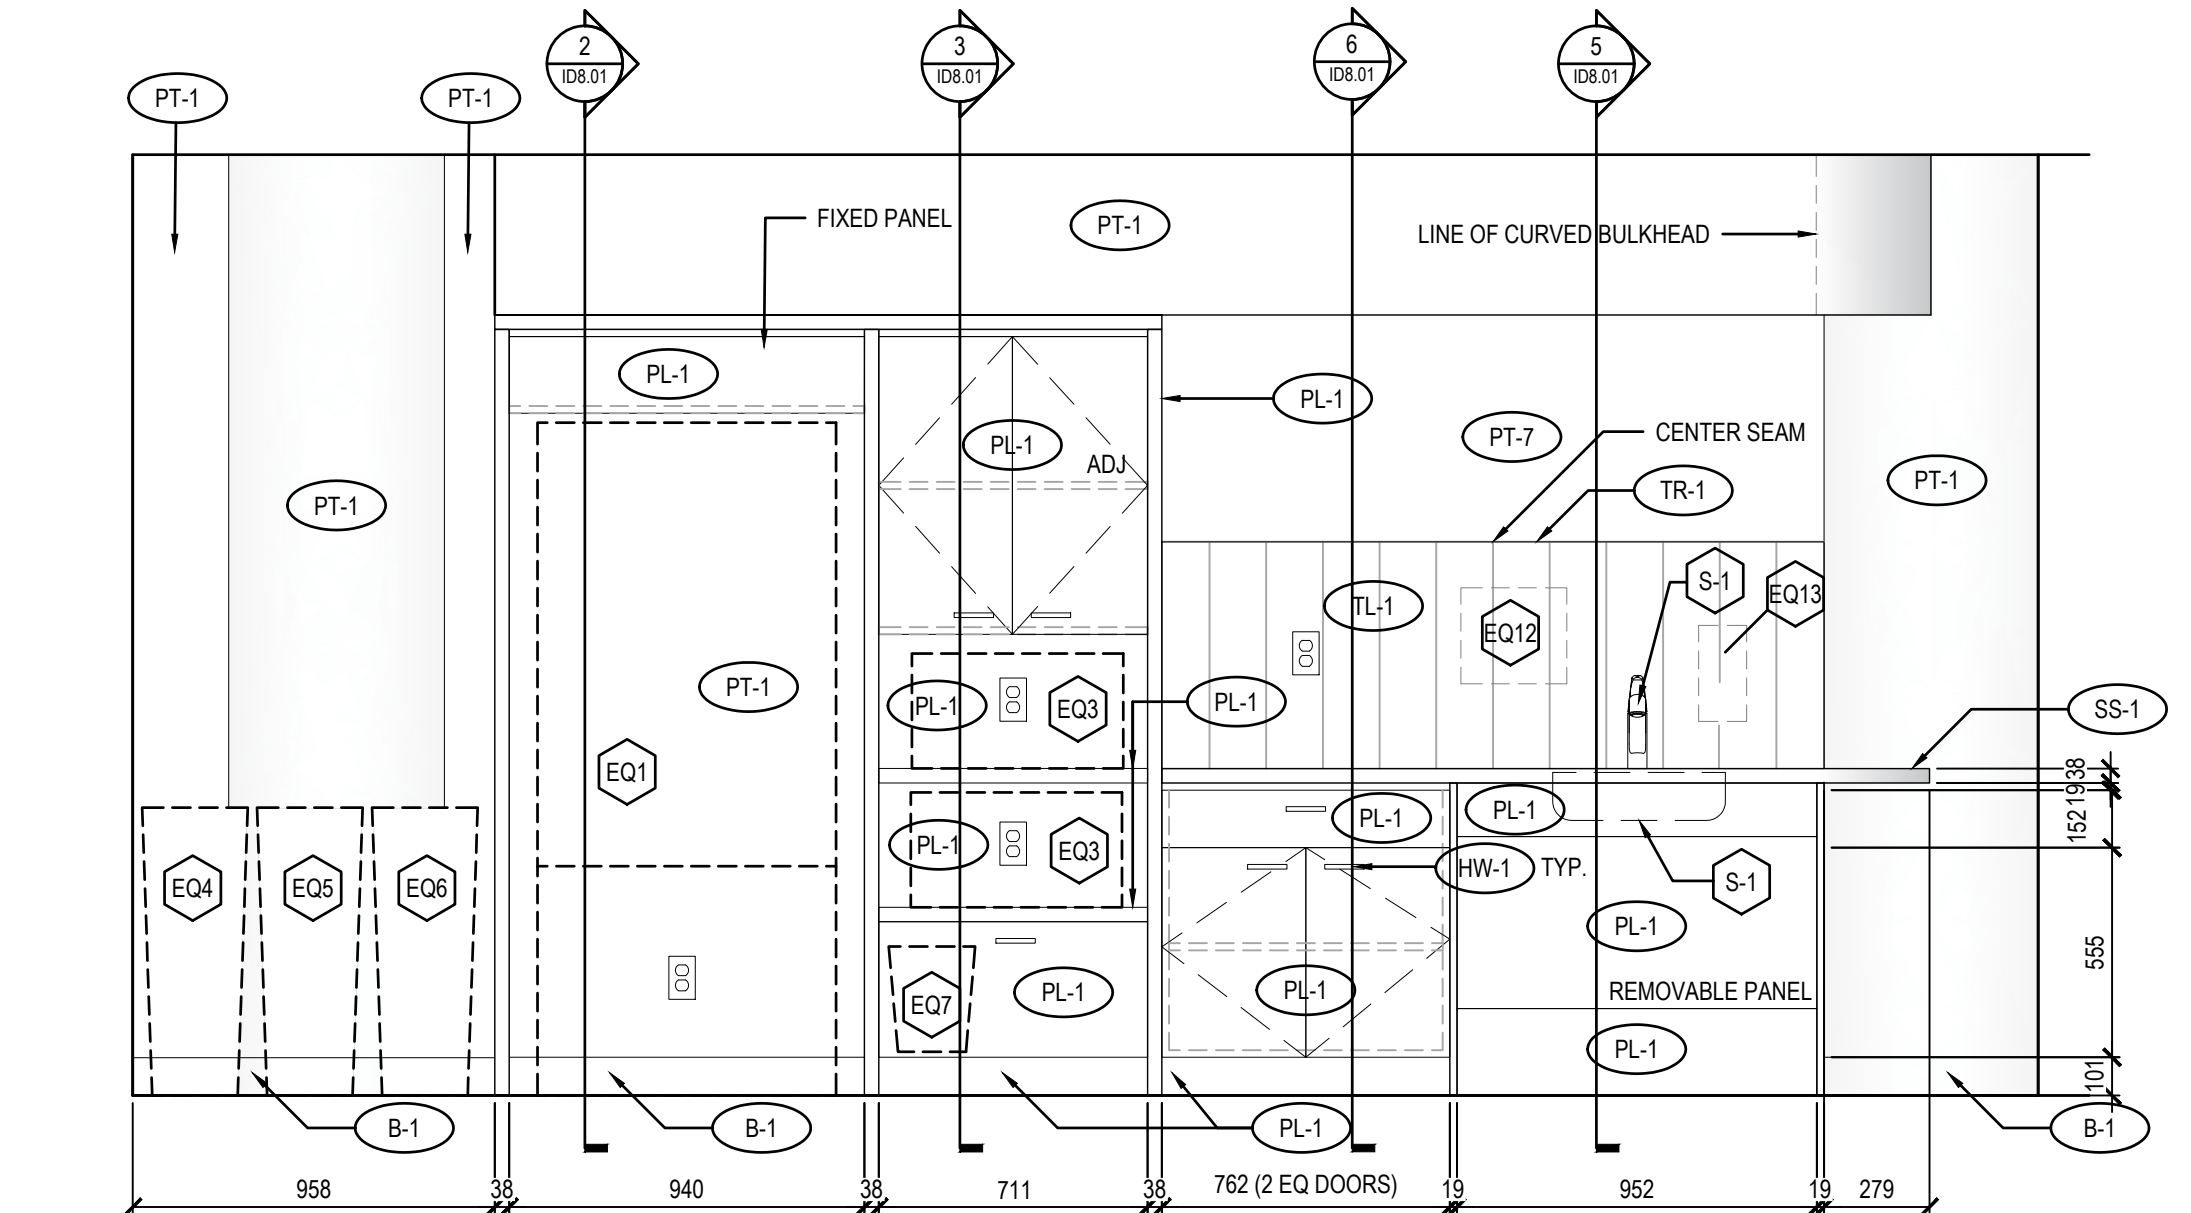 2
ID8.01
3
ID8.01
6
ID8.01
5
ID8.01
PT-1
PT-1
FIXED PANEL
PT-1
LINE OF CURVED BULKHEAD
PL-1
PL-1
PL-1
ADJ
PT-7
CENTER SEAM
PT-1
TR-1
PT-1
TL-1
EQ12
S-1
EQ13
PT-1
PL-1
EQ3
PL-1
SS-1
EQ1
38
19
PL-1
EQ3
PL-1
PL-1
152
EQ4
EQ5
EQ6
HW-1 TYP.
S-1
PL-1
555
EQ7
PL-1
PL-1
REMOVABLE PANEL
PL-1
101
B-1
B-1
PL-1
B-1
958
38
940
38
711
38
762 (2 EQ DOORS)
19
952
19
279